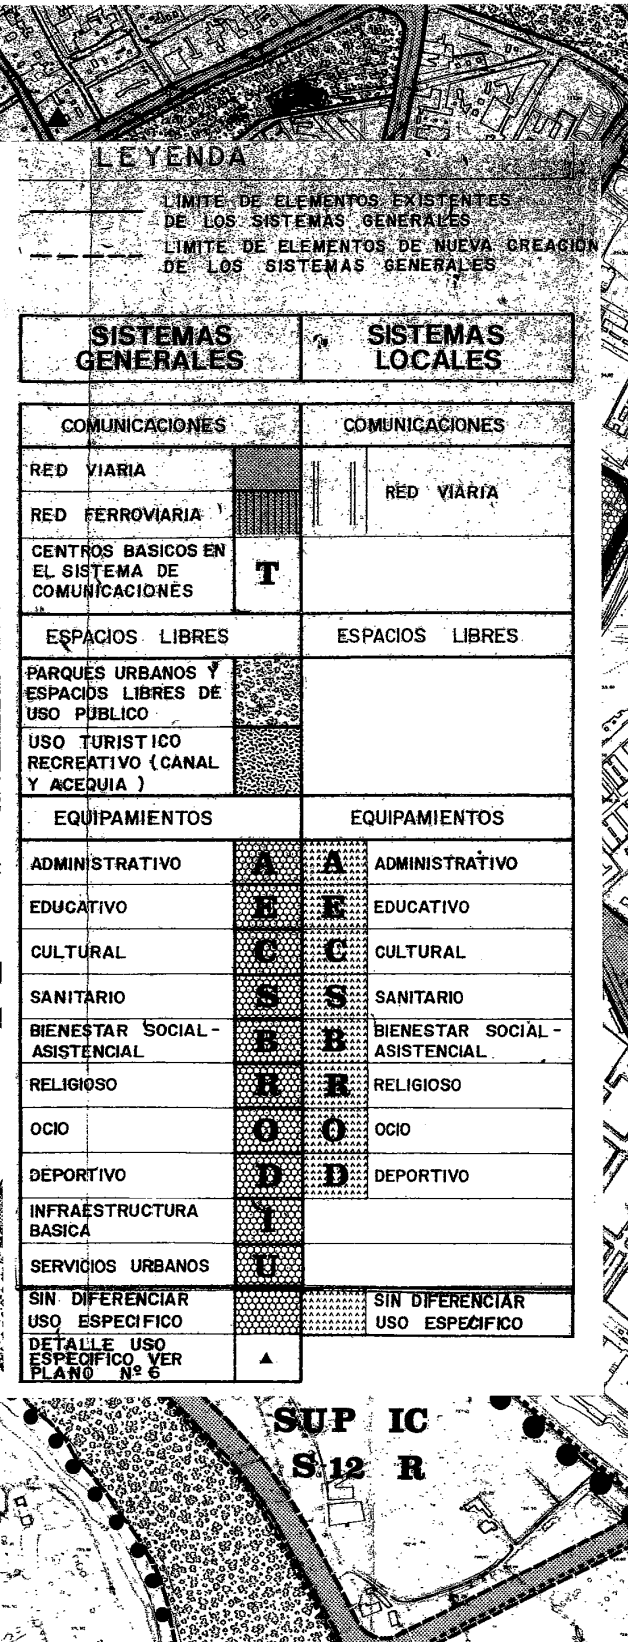 LEYENDA
LIMITE DE ELEMENTOS EXISTENTES
DE LOS SISTEMAS GENERALES
LIMITE DE ELEMENTOS DE NUEVA CREACION
DE LOS SISTEMAS GENERALES
SISTEMAS
GENERALES
SISTEMAS
LOCALES
COMUNICACIONES
COMUNICACIONES
RED VIARIA
RED VIARIA
RED FERROVIARIA
CENTROS BASICOS EN
EL SISTEMA DE
COMUNICACIONES
T
ESPACIOS LIBRES
ESPACIOS LIBRES
PARQUES URBANOS Y
ESPACIOS LIBRES DE
USO PUBLICO
USO TURISTICO
RECREATIVO (CANAL
Y ACEQUIA)
EQUIPAMIENTOS
EQUIPAMIENTOS
ADMINISTRATIVO A A ADMINISTRATIVO
EDUCATIVO E E EDUCATIVO
CULTURAL C C CULTURAL
SANITARIO S S SANITARIO
BIENESTAR SOCIAL-
ASISTENCIAL
B B
BIENESTAR SOCIAL-
ASISTENCIAL
RELIGIOSO R R RELIGIOSO
OCIO O O OCIO
DEPORTIVO D D DEPORTIVO
INFRAESTRUCTURA
BASICA
I
SERVICIOS URBANOS U
SIN DIFERENCIAR
USO ESPECIFICO
SIN DIFERENCIAR
USO ESPECIFICO
DETALLE USO
ESPECIFICO VER
PLANO Nº 6
SUP IC
S-12 R